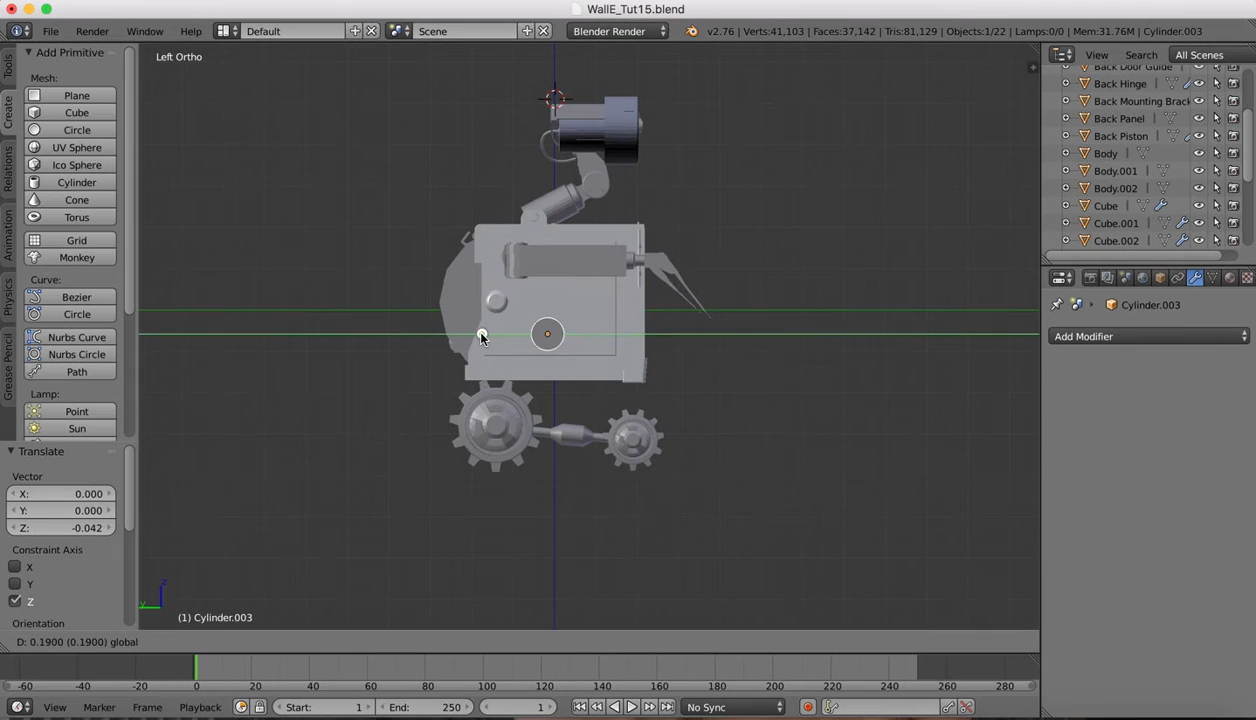 WallE_Tut15.blend
File Render Window Help Default Scene Blender Render v2.76 | Verts:41,103 | Faces:37,142 | Tris:81,129 | Objects:1/22 | Lamps:0/0 | Mem:31.76M | Cylinder.003
Tools
Create
Relations
Animation
Physics
Grease Pencil
Add Primitive
Mesh:
Plane
Cube
Circle
UV Sphere
Ico Sphere
Cylinder
Cone
Torus
Grid
Monkey
Curve:
Bezier
Circle
Nurbs Curve
Nurbs Circle
Path
Lamp:
Point
Sun
Translate
Vector
X: 0.000
Y: 0.000
Z: -0.042
Constraint Axis
X
Y
Z
Orientation
Left Ortho
z
y
(1) Cylinder.003
D: 0.1900 (0.1900) global
View Search All Scenes
Back Door Guide
Back Hinge
Back Mounting Brack
Back Panel
Back Piston
Body
Body.001
Body.002
Cube
Cube.001
Cube.002
Cylinder.003
Add Modifier
-60 -40 -20 0 20 40 60 80 100 120 140 160 180 200 220 240 260 280
View Marker Frame Playback Start: 1 End: 250 1 No Sync